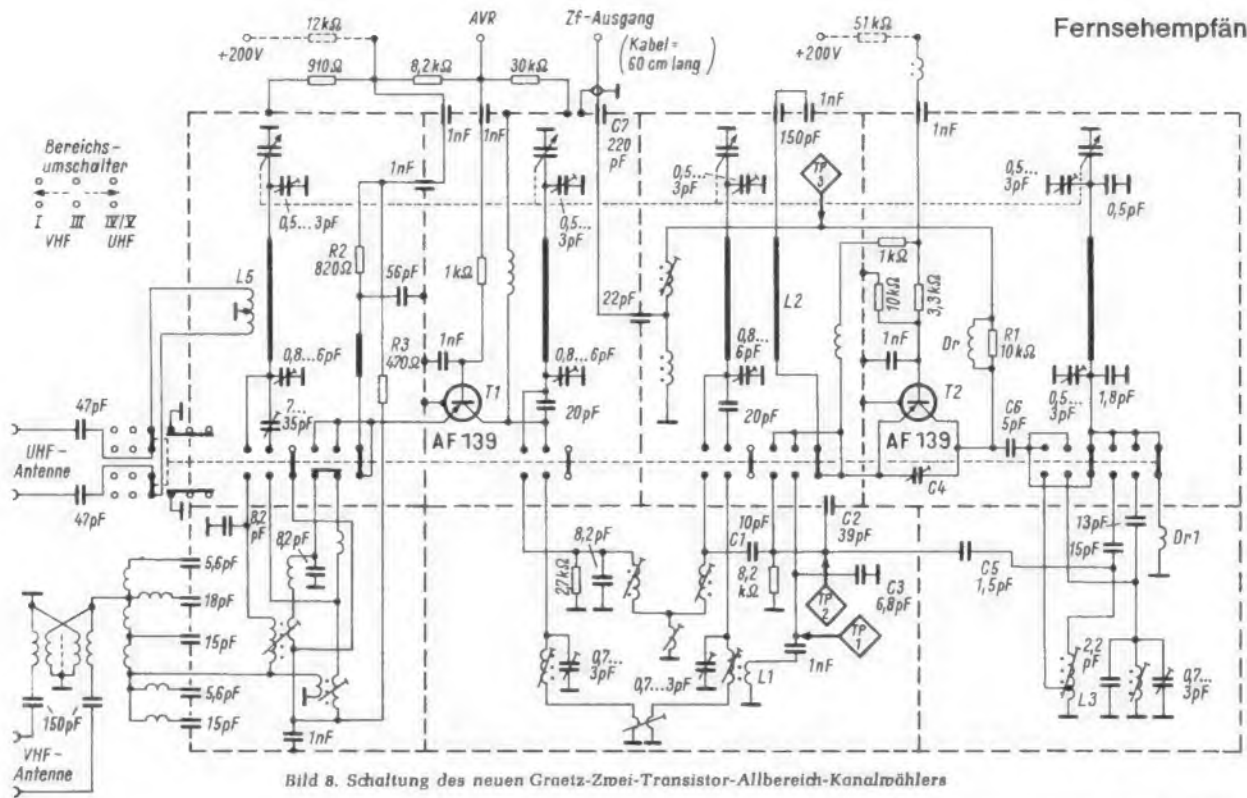 Fernsehempfän
12kΩ
+200V
910Ω
8,2kΩ
30kΩ
AVR
Zf-Ausgang
(Kabel =
60 cm lang)
51kΩ
+200V
Bereichs-
umschalter
I III IV/V
VHF UHF
1nF
1nF
1nF
C7
220
pF
1nF
150pF
1nF
TP
3
0,5...3pF
0,5...
3pF
0,5...
3pF
0,5...
3pF
0,5pF
L5
R2
820Ω
56pF
1kΩ
R3
470Ω
1nF
22pF
L2
1kΩ
10kΩ
3,3kΩ
1nF
Dr
R1
10kΩ
0,8...6pF
7...
35pF
T1
AF 139
0,8...6pF
20pF
0,8...
6pF
20pF
T2
AF 139
C6
5pF
0,5...
3pF
1,8pF
C4
47pF
UHF-
Antenne
47pF
8,2
pF
8,2pF
5,6pF
18pF
15pF
5,6pF
15pF
150pF
VHF-
Antenne
1nF
27kΩ
8,2pF
0,7...
3pF
0,7...3pF
10pF
C1
8,2
kΩ
C2
39pF
C3
6,8pF
TP
2
TP
1
1nF
L1
C5
1,5pF
13pF
15pF
Dr1
2,2
pF
L3
0,7...
3pF
Bild 8. Schaltung des neuen Graetz-Zwei-Transistor-Allbereich-Kanalwählers